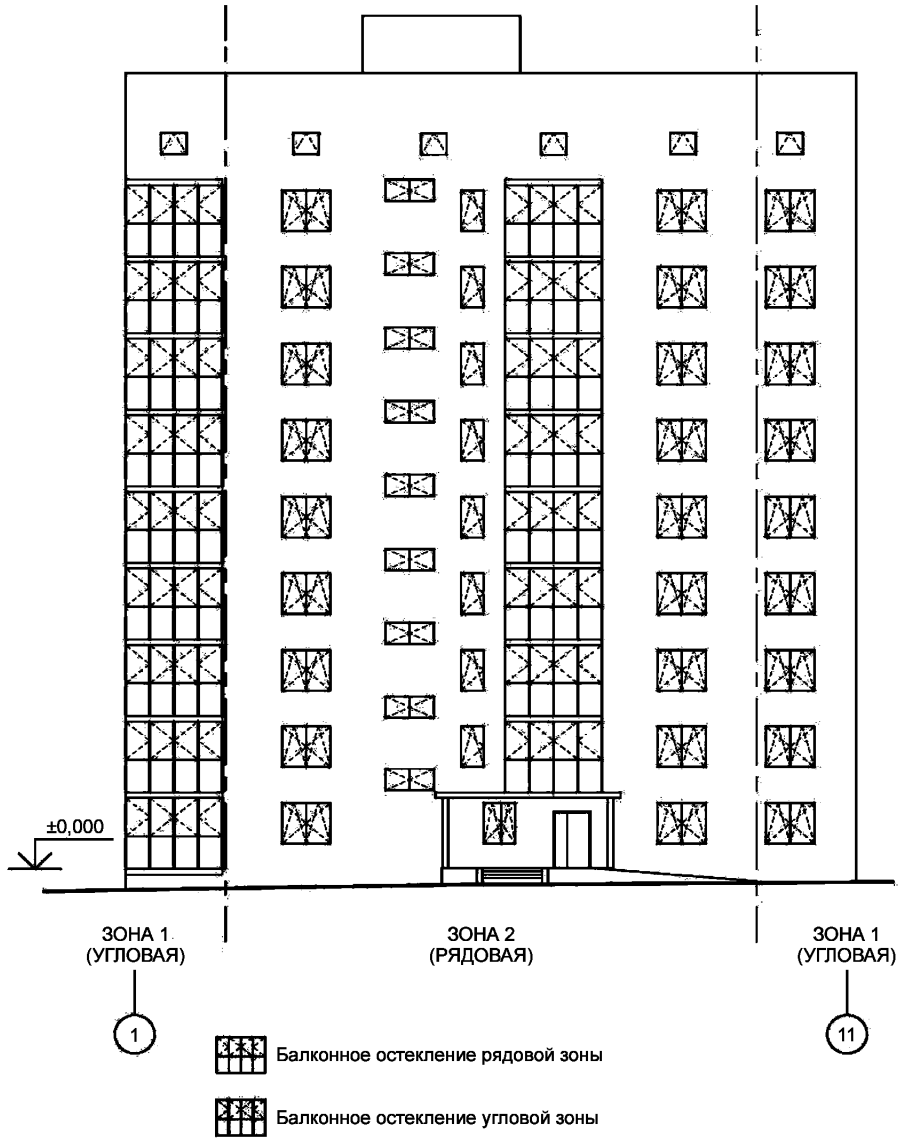 ±0,000
ЗОНА 1
(УГЛОВАЯ)
ЗОНА 2
(РЯДОВАЯ)
ЗОНА 1
(УГЛОВАЯ)
1
11
Балконное остекление рядовой зоны
Балконное остекление угловой зоны